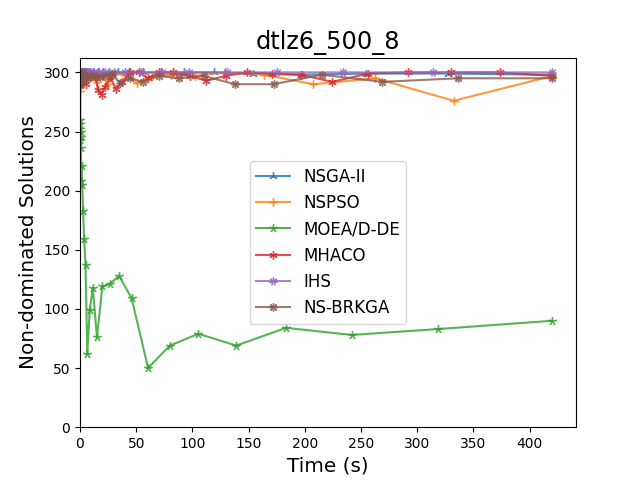 dtlz6_500_8
Non-dominated Solutions
300
250
200
150
100
50
0
NSGA-II
NSPSO
MOEA/D-DE
MHACO
IHS
NS-BRKGA
0 50 100 150 200 250 300 350 400
Time (s)